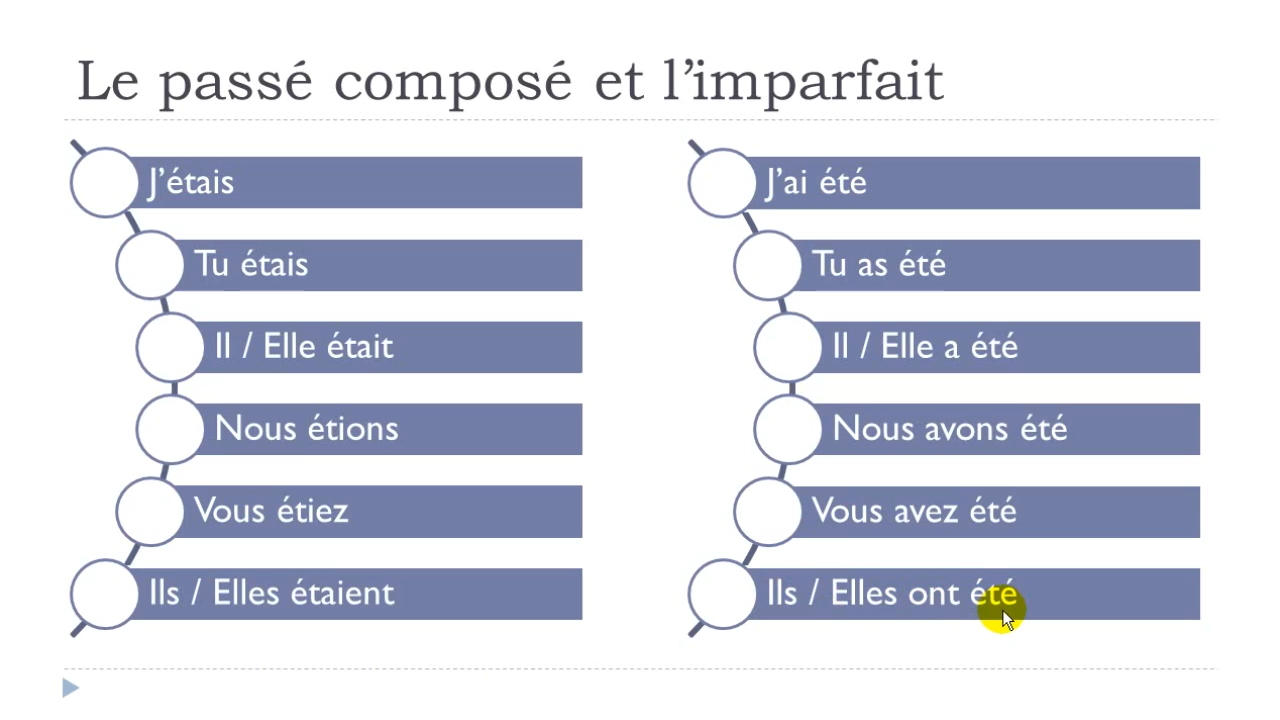 Le passé composé et l’imparfait
J’étais
Tu étais
Il / Elle était
Nous étions
Vous étiez
Ils / Elles étaient
J’ai été
Tu as été
Il / Elle a été
Nous avons été
Vous avez été
Ils / Elles ont été